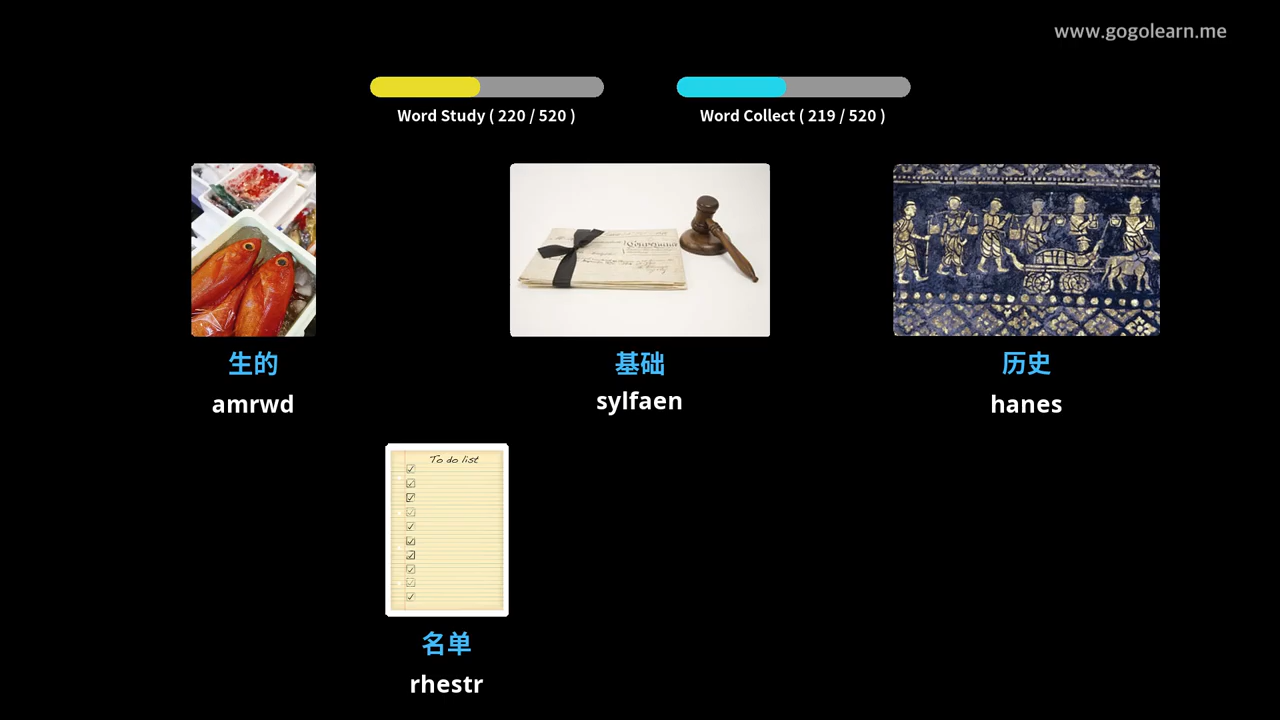 www.gogolearn.me
Word Study ( 220 / 520 )
Word Collect ( 219 / 520 )
生的
amrwd
基础
sylfaen
历史
hanes
To do list
名单
rhestr